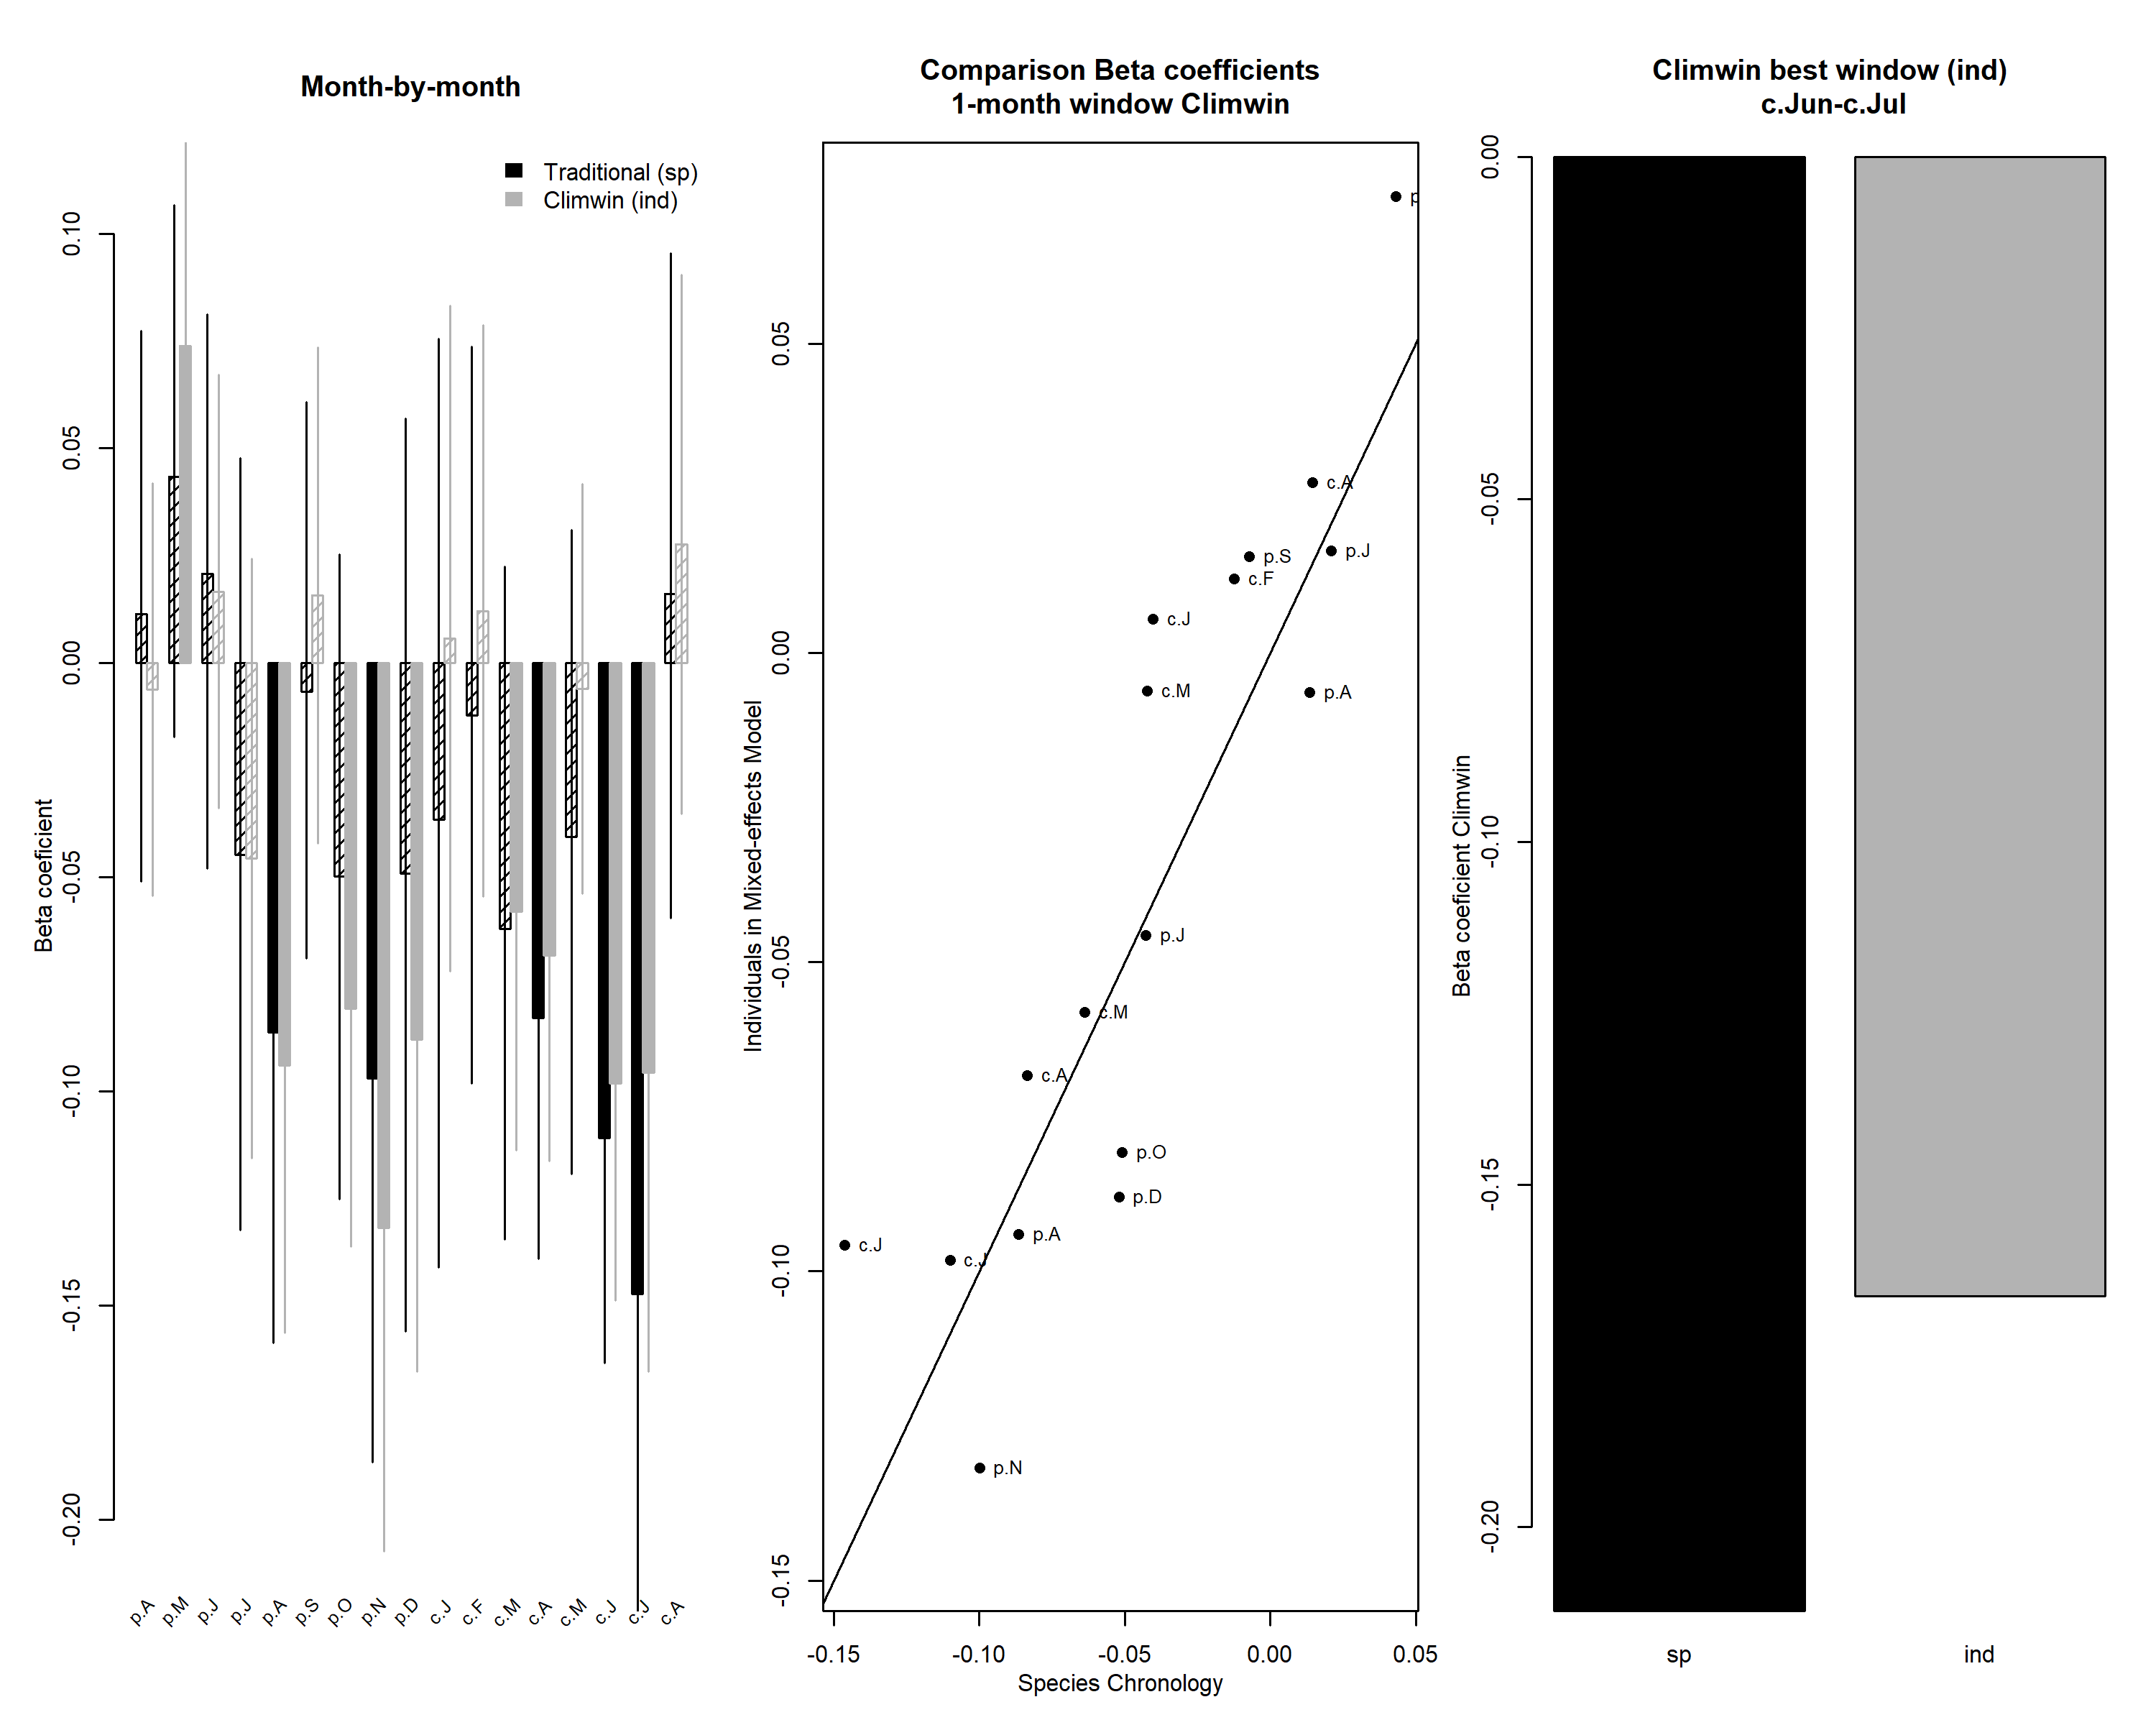 Month-by-month
Traditional (sp)
Climwin (ind)
Beta coeficient
0.10
0.05
0.00
-0.05
-0.10
-0.15
-0.20
p.A
p.M
p.J
p.J
p.A
p.S
p.O
p.N
p.D
c.J
c.F
c.M
c.A
c.M
c.J
c.J
c.A
Comparison Beta coefficients
1-month window Climwin
Individuals in Mixed-effects Model
0.05
0.00
-0.05
-0.10
-0.15
p
c.A
p.J
p.S
c.F
c.J
c.M
p.A
p.J
c.M
c.A
p.O
p.D
p.A
c.J
c.J
p.N
-0.15
-0.10
-0.05
0.00
0.05
Species Chronology
Climwin best window (ind)
c.Jun-c.Jul
Beta coeficient Climwin
0.00
-0.05
-0.10
-0.15
-0.20
sp
ind